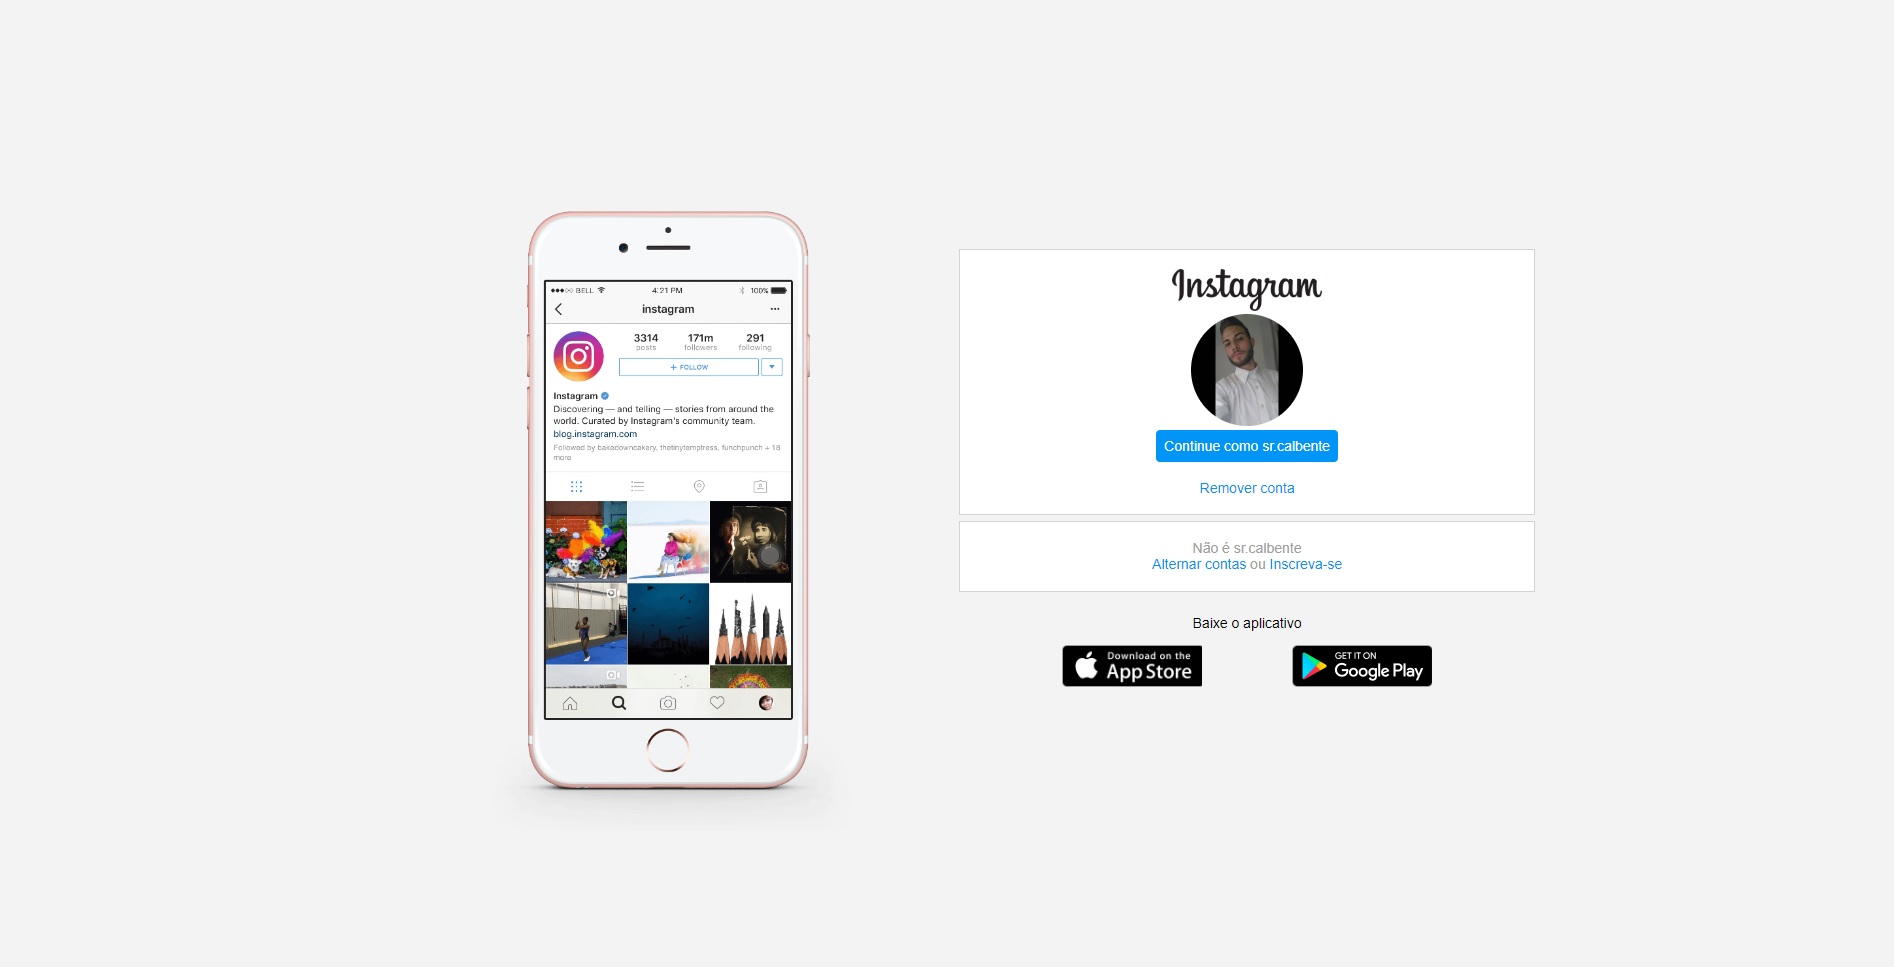 BELL
4:21 PM
100%
instagram
3314
171m
291
posts
followers
following
+ FOLLOW
Instagram
Discovering — and telling — stories from around the
world. Curated by Instagram's community team.
blog.instagram.com
Followed by bakedowncakery, thetinytemptress, funchpunch + 18
more
Instagram
Continue como sr.calbente
Remover conta
Não é sr.calbente
Alternar contas ou Inscreva-se
Baixe o aplicativo
Download on the
App Store
GET IT ON
Google Play